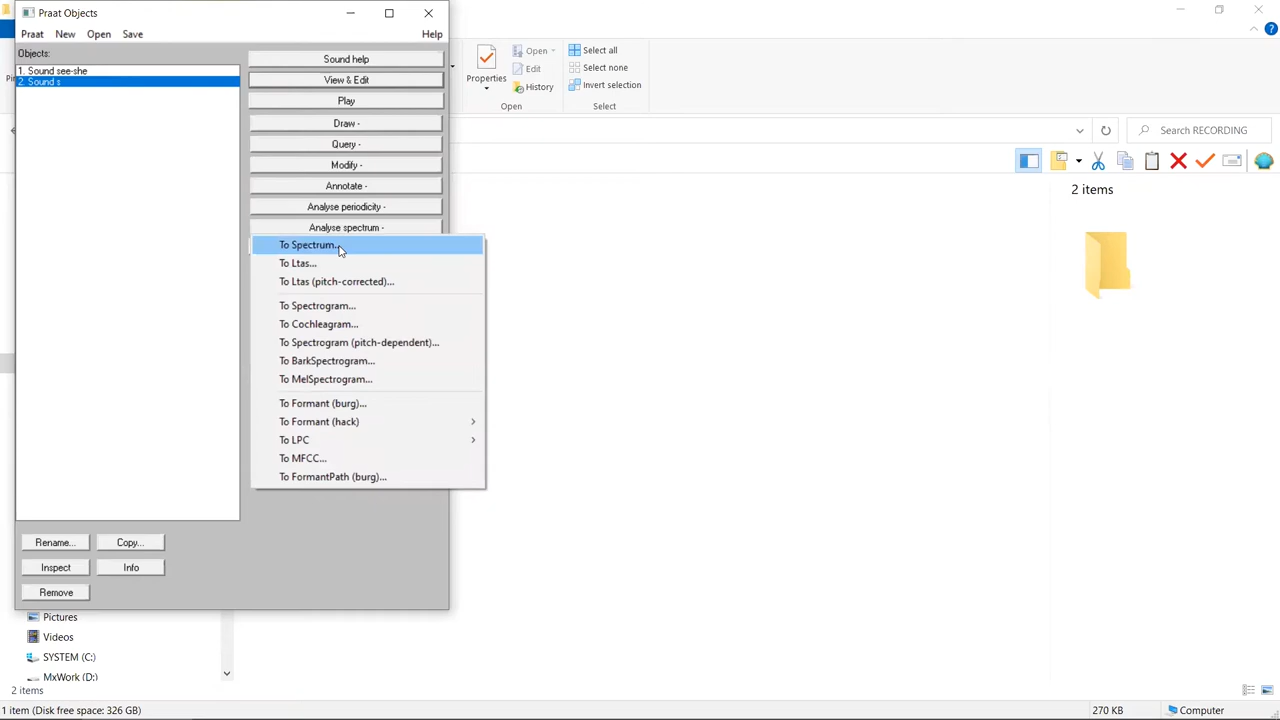 Praat Objects
Praat New Open Save Help
Objects:
1. Sound see-she
2. Sound s
Sound help
View & Edit
Play
Draw -
Query -
Modify -
Annotate -
Analyse periodicity -
Analyse spectrum -
To Spectrum...
To Ltas...
To Ltas (pitch-corrected)...
To Spectrogram...
To Cochleagram...
To Spectrogram (pitch-dependent)...
To BarkSpectrogram...
To MelSpectrogram...
To Formant (burg)...
To Formant (hack)
To LPC
To MFCC...
To FormantPath (burg)...
Rename... Copy...
Inspect Info
Remove
Properties
Open
Edit
History
Open
Select all
Select none
Invert selection
Select
Search RECORDING
2 items
Pictures
Videos
SYSTEM (C:)
MxWork (D:)
2 items
1 item (Disk free space: 326 GB) 270 KB Computer